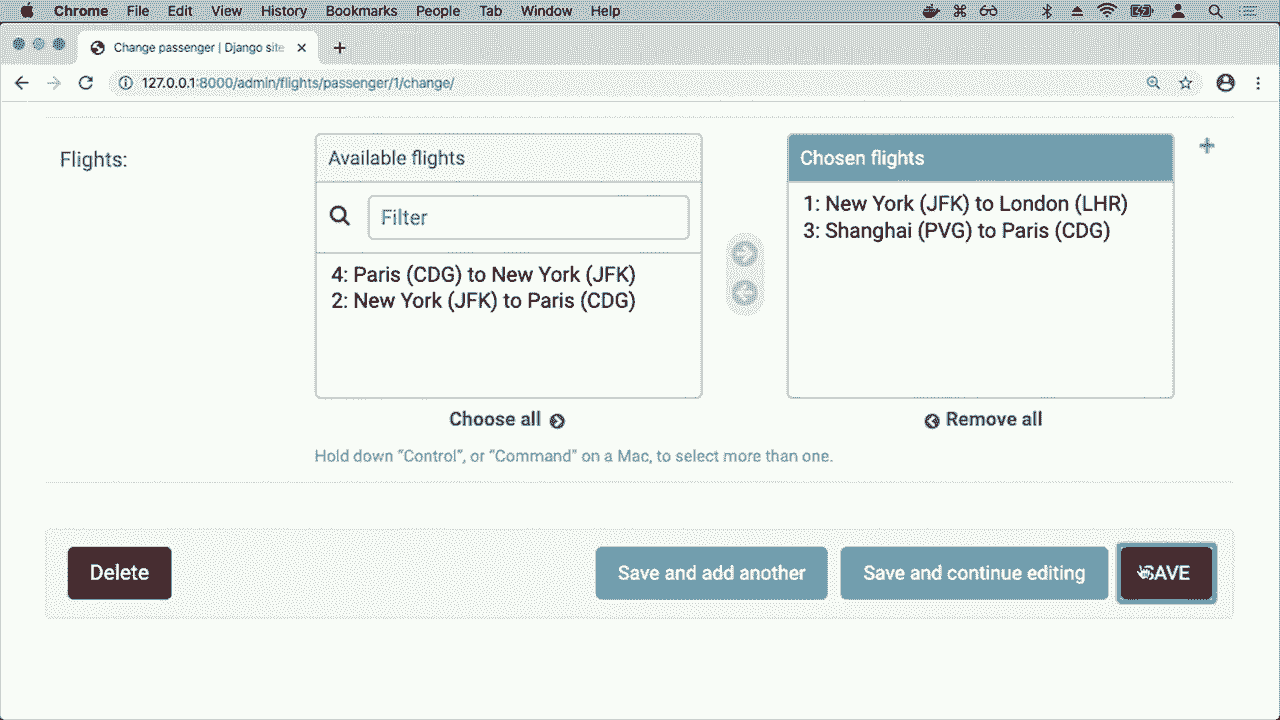 Chrome File Edit View History Bookmarks People Tab Window Help
Change passenger | Django site
127.0.0.1:8000/admin/flights/passenger/1/change/
Flights:
Available flights
Filter
4: Paris (CDG) to New York (JFK)
2: New York (JFK) to Paris (CDG)
Choose all
Chosen flights
1: New York (JFK) to London (LHR)
3: Shanghai (PVG) to Paris (CDG)
Remove all
Hold down “Control”, or “Command” on a Mac, to select more than one.
Delete
Save and add another
Save and continue editing
SAVE